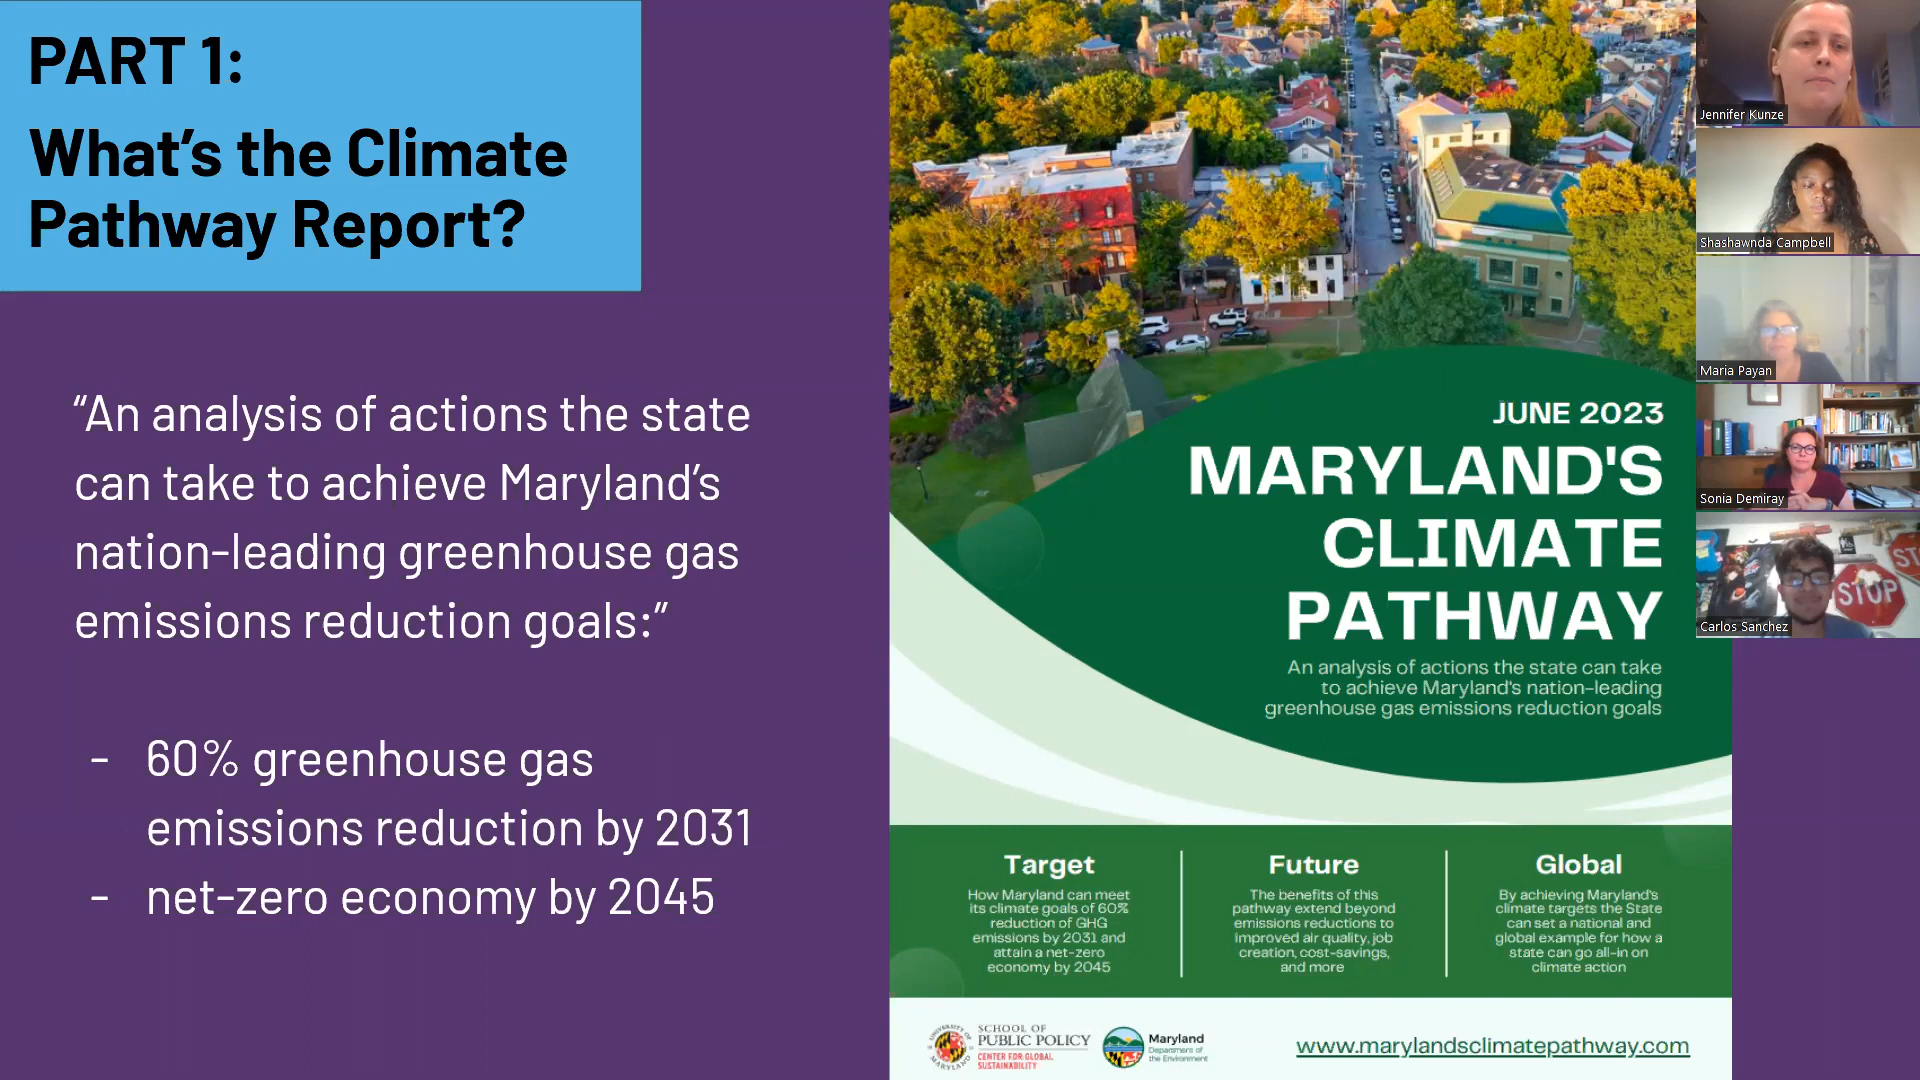 PART 1:
What's the Climate
Pathway Report?
“An analysis of actions the state
can take to achieve Maryland’s
nation-leading greenhouse gas
emissions reduction goals:”
- 60% greenhouse gas
emissions reduction by 2031
- net-zero economy by 2045
JUNE 2023
MARYLAND'S
CLIMATE
PATHWAY
An analysis of actions the state can take
to achieve Maryland's nation-leading
greenhouse gas emissions reduction goals
Target
How Maryland can meet
its climate goals of 60%
reduction of GHG
emissions by 2031 and
attain a net-zero
economy by 2045
Future
The benefits of this
pathway extend beyond
emissions reductions to
improved air quality, job
creation, cost-savings,
and more
Global
By achieving Maryland's
climate targets the State
can set a national and
global example for how a
state can go all-in on
climate action
UNIVERSITY OF
MARYLAND
SCHOOL OF
PUBLIC POLICY
CENTER FOR GLOBAL
SUSTAINABILITY
Maryland
Department of
the Environment
www.marylandsclimatepathway.com
Jennifer Kunze
Shashawnda Campbell
Maria Payan
Sonia Demiray
STOP
Carlos Sanchez